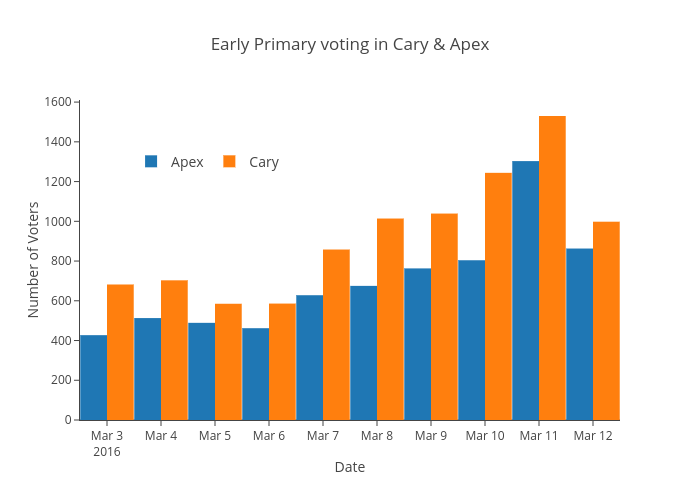 Early Primary voting in Cary & Apex
1600
1400
1200
1000
800
600
400
200
0
Number of Voters
Apex
Cary
Mar 3
2016
Mar 4
Mar 5
Mar 6
Mar 7
Mar 8
Mar 9
Mar 10
Mar 11
Mar 12
Date